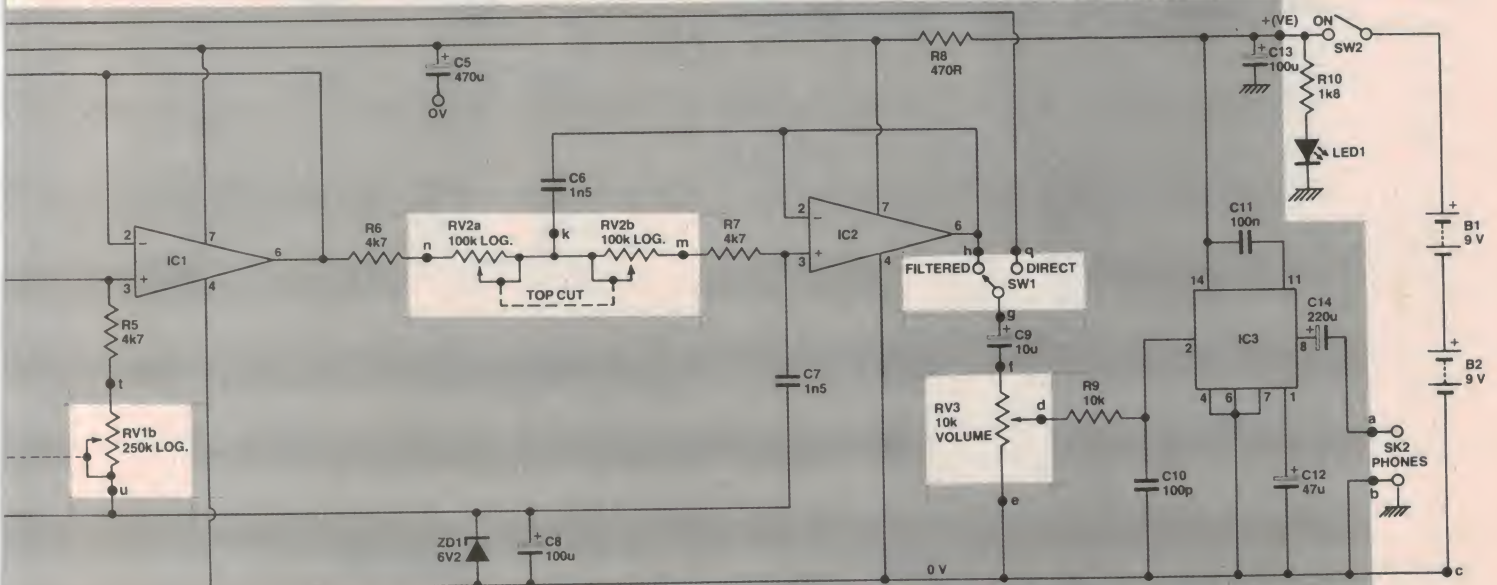 +(VE)
ON
SW2
C5
470u
0V
R8
470R
C13
100u
R10
1k8
LED1
C6
1n5
2
−
7
IC1
6
+
3
4
R6
4k7
n
RV2a
100k LOG.
k
RV2b
100k LOG.
m
TOP CUT
R7
4k7
2
−
7
IC2
6
+
3
4
h
q
FILTERED
DIRECT
SW1
g
C9
10u
f
C11
100n
14
11
C14
220u
+
IC3
2
8
4
6
7
1
B1
9 V
B2
9 V
R5
4k7
t
RV1b
250k LOG.
u
C7
1n5
RV3
10k
VOLUME
d
R9
10k
e
C10
100p
C12
47u
a
SK2
PHONES
b
ZD1
6V2
C8
100u
0 V
c